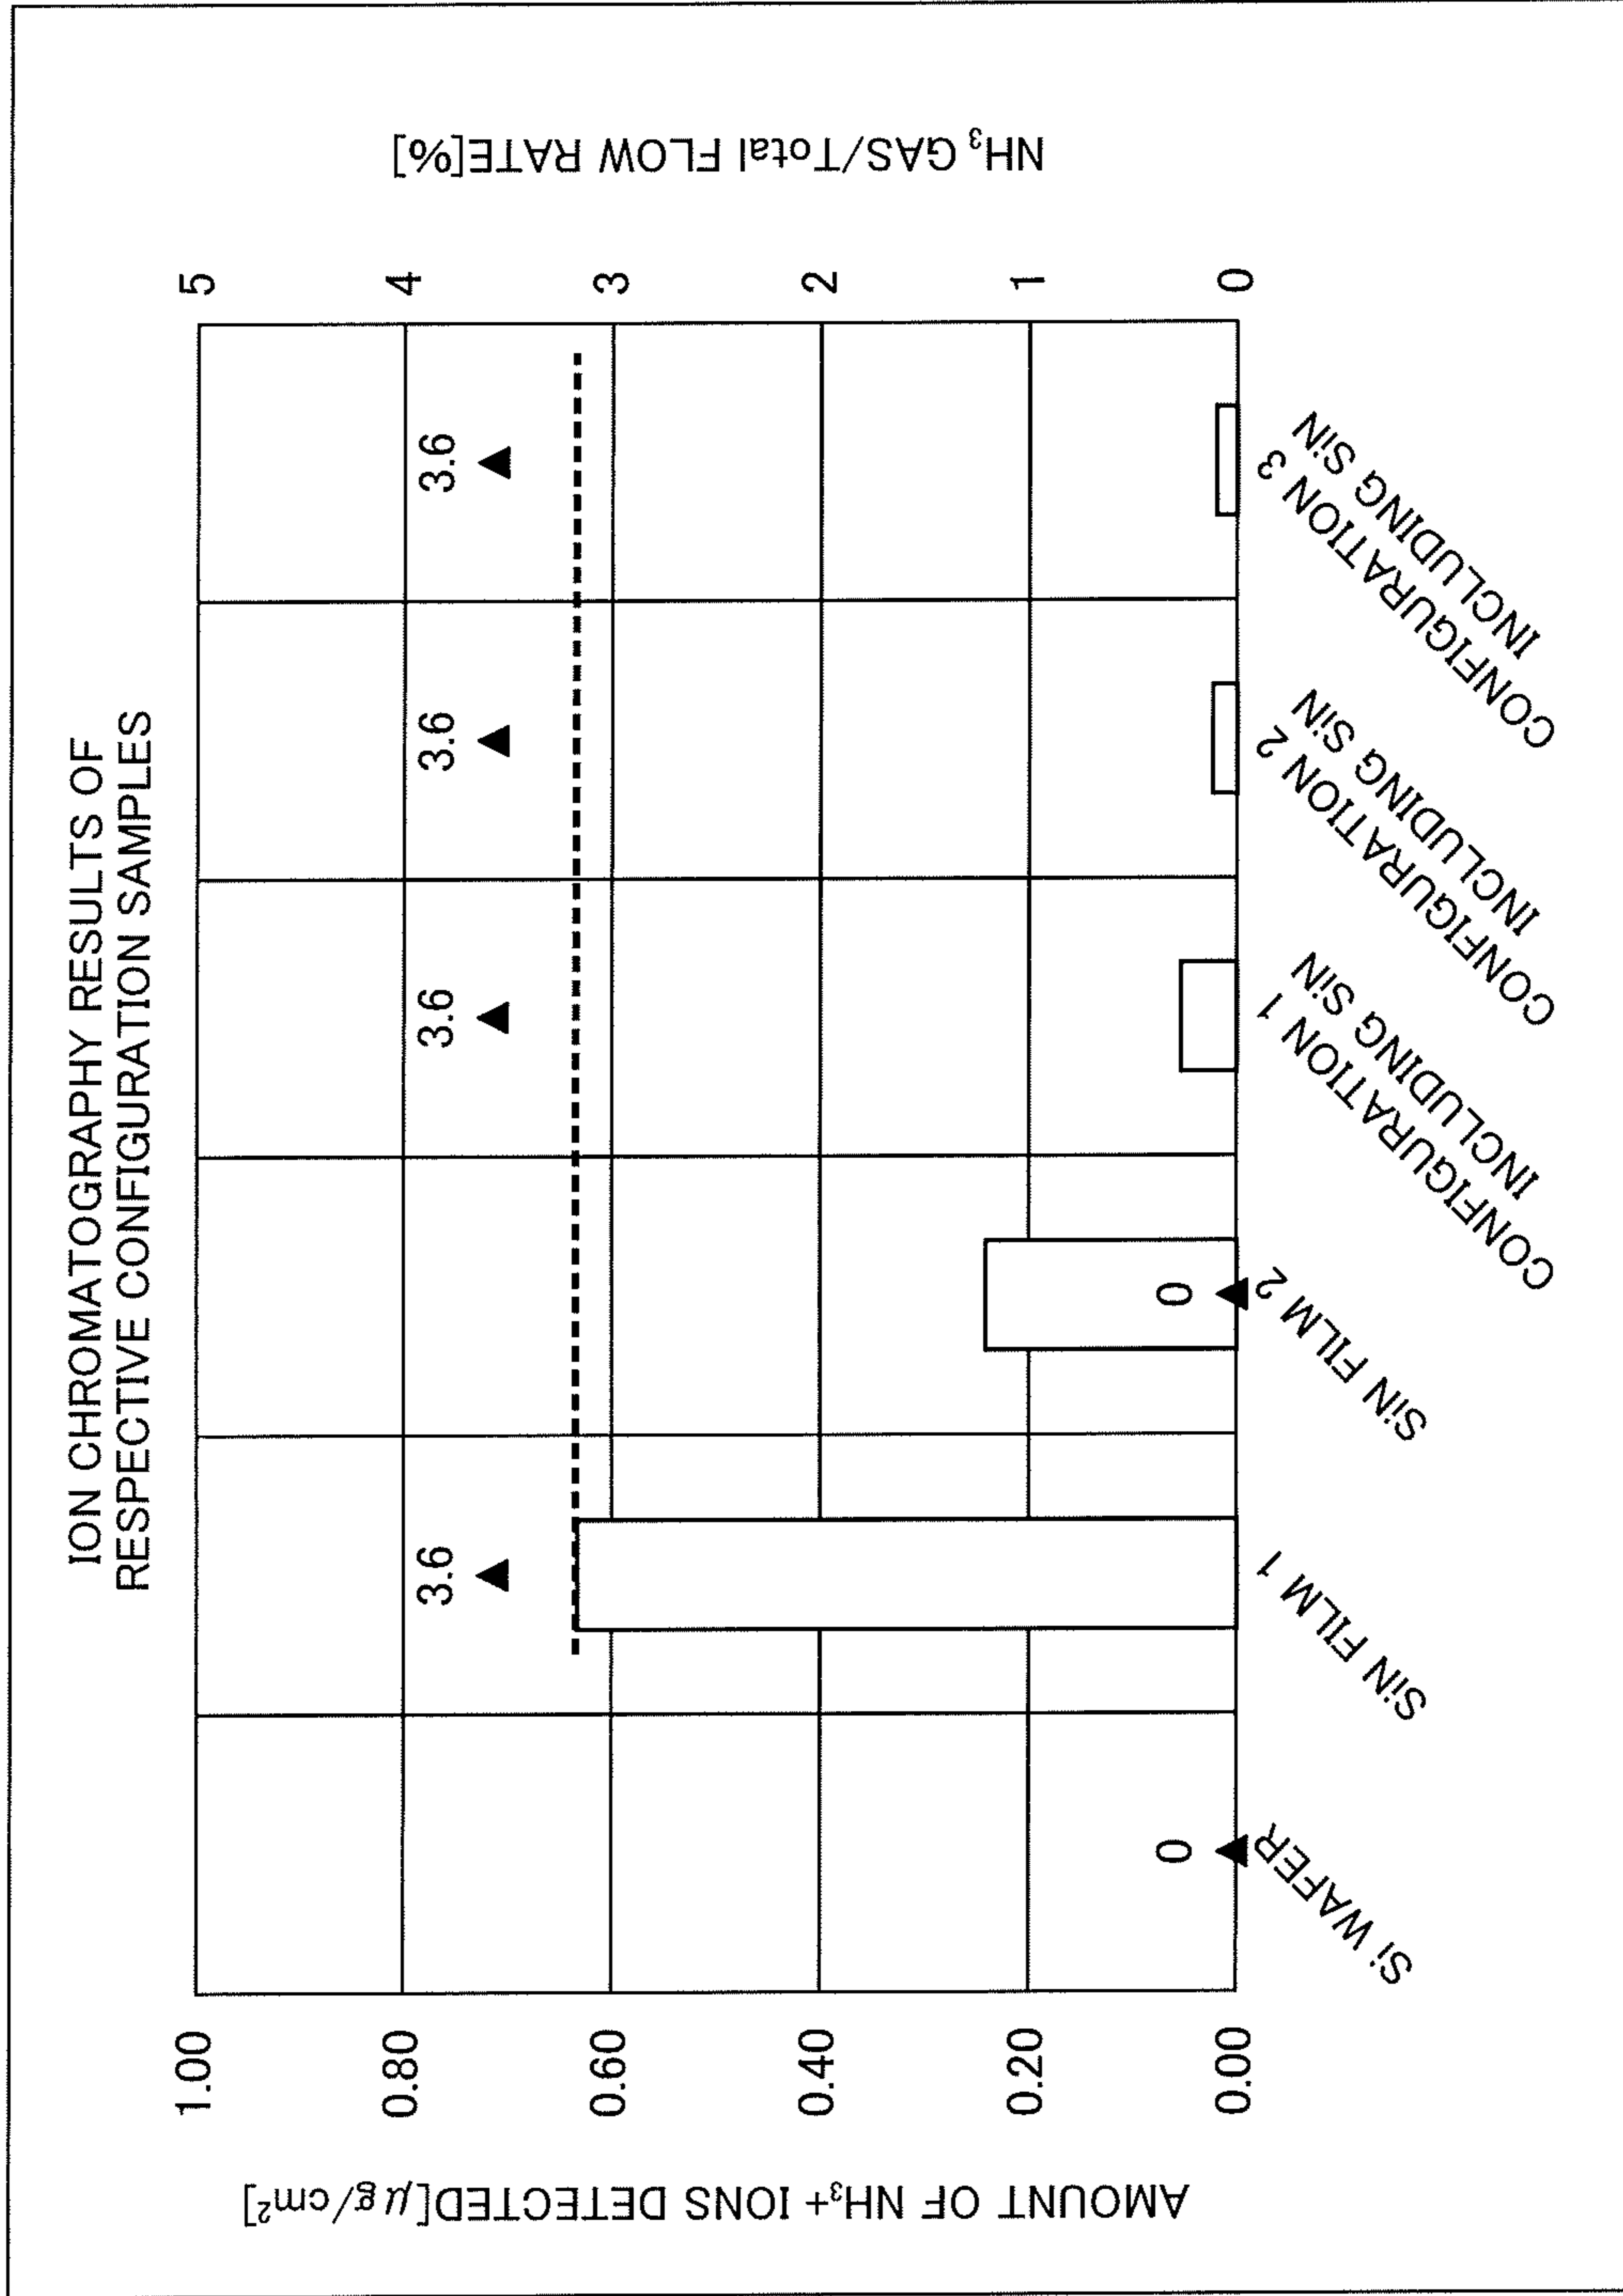 ION CHROMATOGRAPHY RESULTS OF
RESPECTIVE CONFIGURATION SAMPLES
AMOUNT OF NH₃+ IONS DETECTED[μg/cm²]
1.00
0.80
0.60
0.40
0.20
0.00
0
3.6
0
3.6
3.6
3.6
5
4
3
2
1
0
NH₃ GAS/Total FLOW RATE[%]
Si WAFER
SiN FILM 1
SiN FILM 2
CONFIGURATION 1
INCLUDING SiN
CONFIGURATION 2
INCLUDING SiN
CONFIGURATION 3
INCLUDING SiN